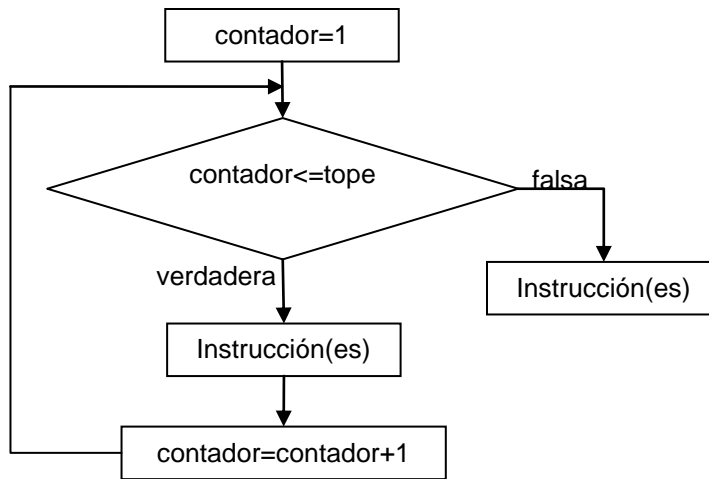 contador=1
contador<=tope
falsa
verdadera
Instrucción(es)
Instrucción(es)
contador=contador+1